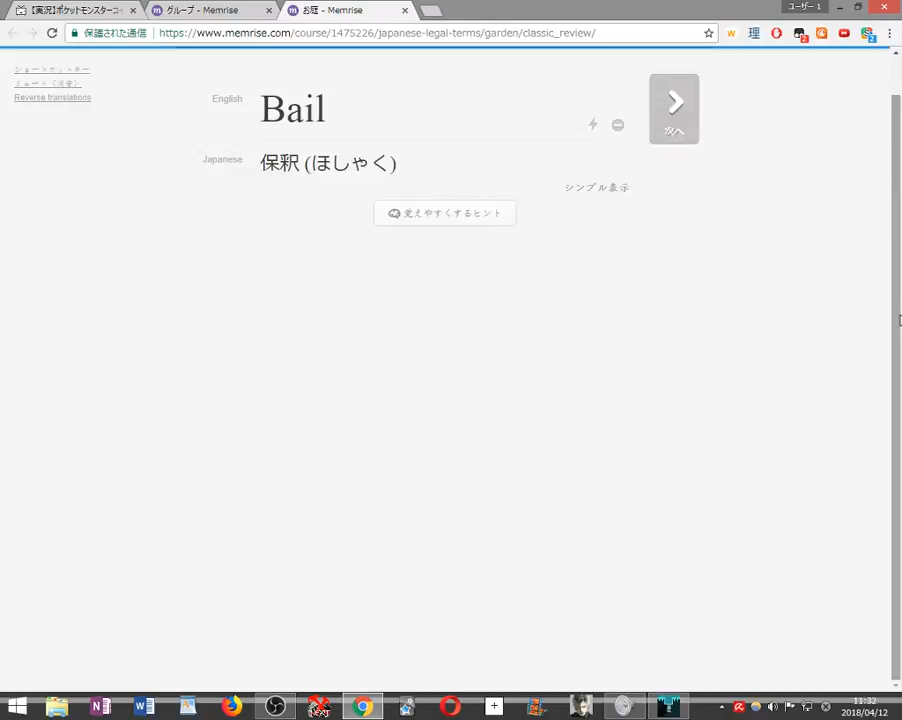 【実況】ポケットモンスターコイ
グループ - Memrise
お庭 - Memrise
ユーザー 1
保護された通信
https://www.memrise.com/course/1475226/japanese-legal-terms/garden/classic_review/
ショートカットキー
ミュート（消音）
Reverse translations
English
Bail
次へ
Japanese
保釈 (ほしゃく)
シンプル表示
覚えやすくするヒント
11:32
2018/04/12